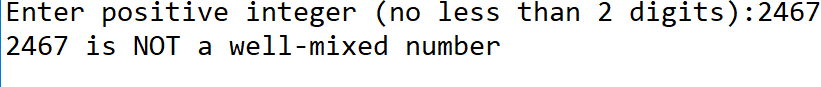 Enter positive integer (no less than 2 digits):2467
2467 is NOT a well-mixed number